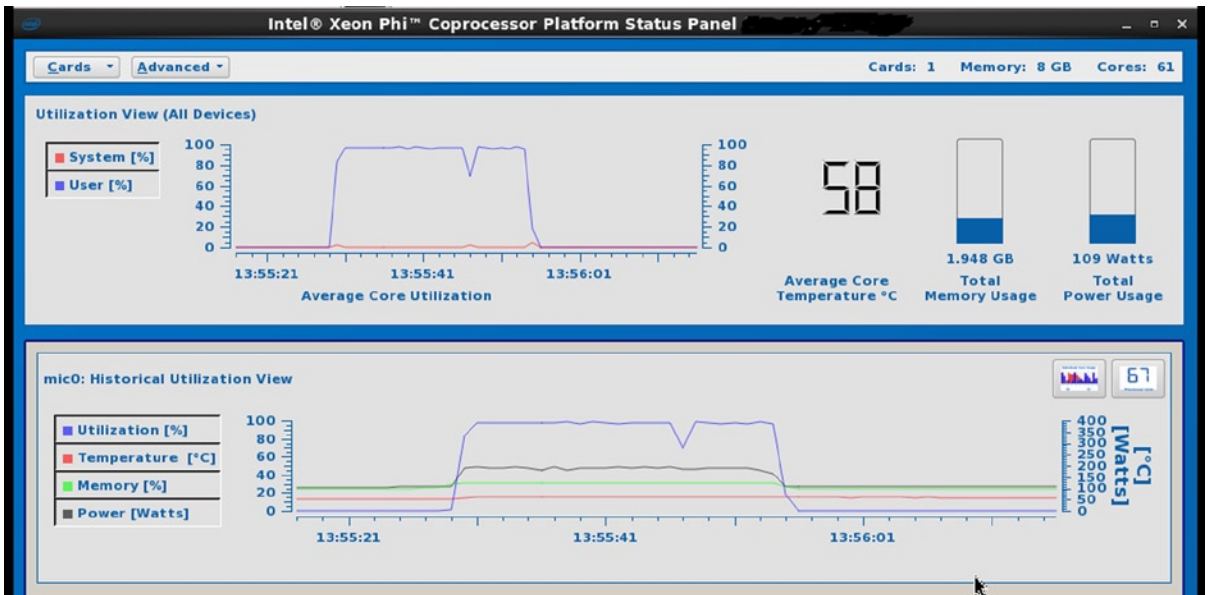 Intel® Xeon Phi™ Coprocessor Platform Status Panel
Cards Advanced Cards: 1 Memory: 8 GB Cores: 61
Utilization View (All Devices)
System [%]
User [%]
100
80
60
40
20
0
100
80
60
40
20
0
13:55:21 13:55:41 13:56:01
Average Core Utilization
58
Average Core
Temperature °C
1.948 GB
Total
Memory Usage
109 Watts
Total
Power Usage
mic0: Historical Utilization View
67
Utilization [%]
Temperature [°C]
Memory [%]
Power [Watts]
100
80
60
40
20
0
400
350
300
250
200
150
100
50
0
[°C]
[Watts]
13:55:21 13:55:41 13:56:01